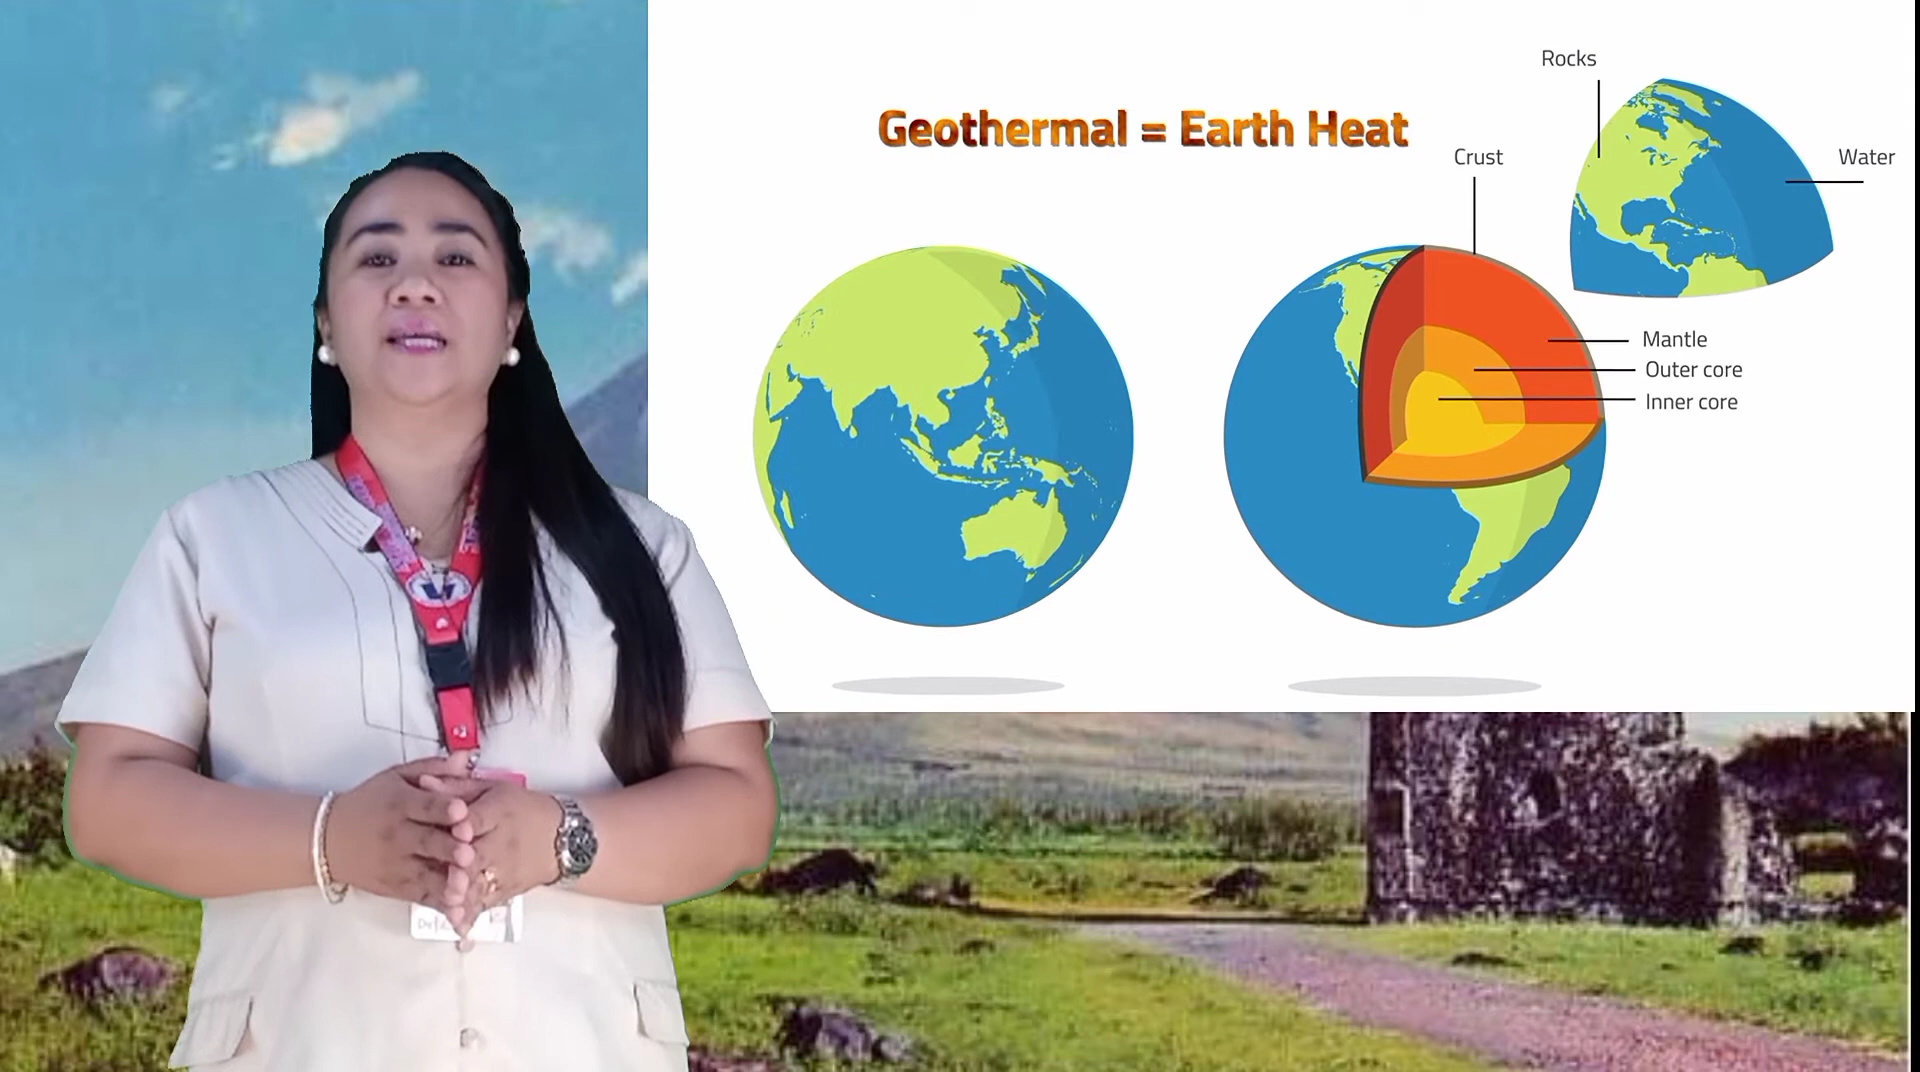 Geothermal = Earth Heat
Rocks
Crust
Water
Mantle
Outer core
Inner core